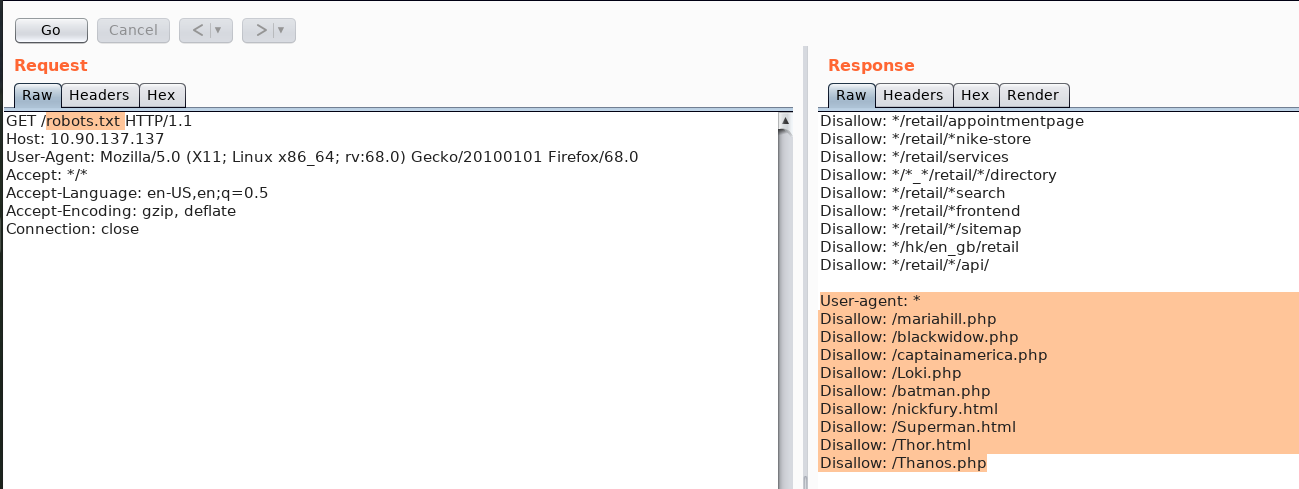 Go Cancel < ▼ > ▼
Request
Raw Headers Hex
GET /robots.txt HTTP/1.1
Host: 10.90.137.137
User-Agent: Mozilla/5.0 (X11; Linux x86_64; rv:68.0) Gecko/20100101 Firefox/68.0
Accept: */*
Accept-Language: en-US,en;q=0.5
Accept-Encoding: gzip, deflate
Connection: close
Response
Raw Headers Hex Render
Disallow: */retail/appointmentpage
Disallow: */retail/*nike-store
Disallow: */retail/services
Disallow: */*_*/retail/*/directory
Disallow: */retail/*search
Disallow: */retail/*frontend
Disallow: */retail/*/sitemap
Disallow: */hk/en_gb/retail
Disallow: */retail/*/api/
User-agent: *
Disallow: /mariahill.php
Disallow: /blackwidow.php
Disallow: /captainamerica.php
Disallow: /Loki.php
Disallow: /batman.php
Disallow: /nickfury.html
Disallow: /Superman.html
Disallow: /Thor.html
Disallow: /Thanos.php